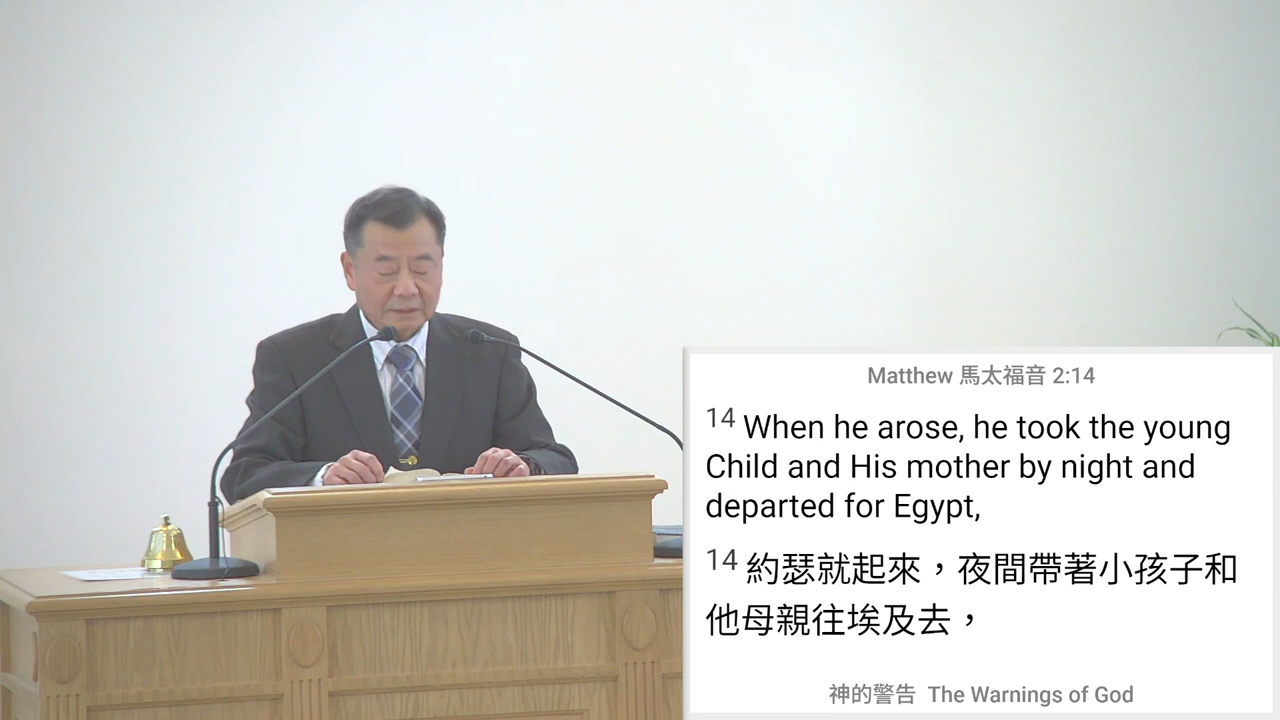 Matthew 馬太福音 2:14
14 When he arose, he took the young
Child and His mother by night and
departed for Egypt,
14 約瑟就起來，夜間帶著小孩子和
他母親往埃及去，
神的警告 The Warnings of God